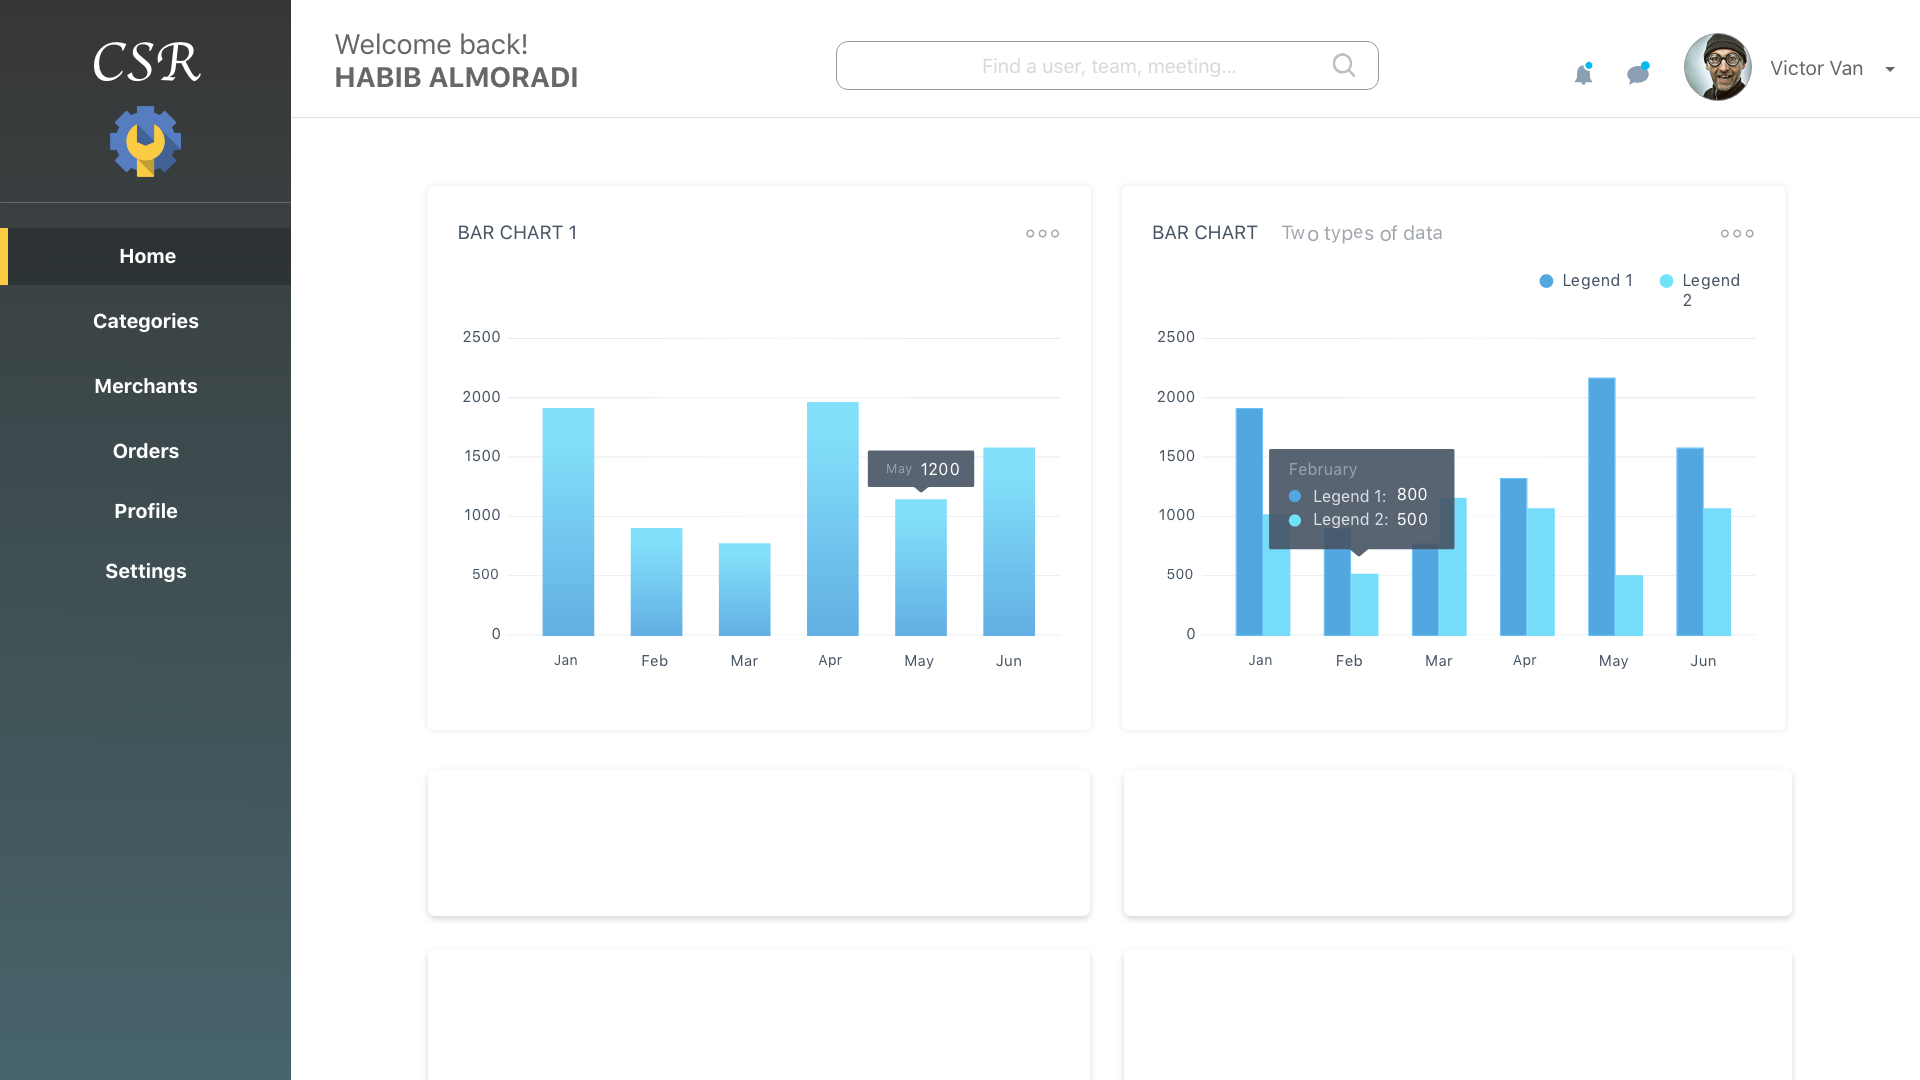 CSR
Home
Categories
Merchants
Orders
Profile
Settings
Welcome back!
HABIB ALMORADI
Find a user, team, meeting...
Victor Van
BAR CHART 1
2500
2000
1500
1000
500
0
May 1200
Jan Feb Mar Apr May Jun
BAR CHART Two types of data
Legend 1 Legend
2
2500
2000
1500
1000
500
0
February
Legend 1: 800
Legend 2: 500
Jan Feb Mar Apr May Jun